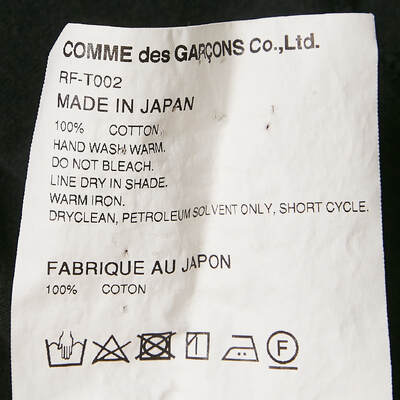 COMME des GARÇONS Co.,Ltd.
RF-T002
MADE IN JAPAN
100% COTTON
HAND WASH WARM.
DO NOT BLEACH.
LINE DRY IN SHADE.
WARM IRON.
DRYCLEAN, PETROLEUM SOLVENT ONLY, SHORT CYCLE.
FABRIQUE AU JAPON
100% COTON
F